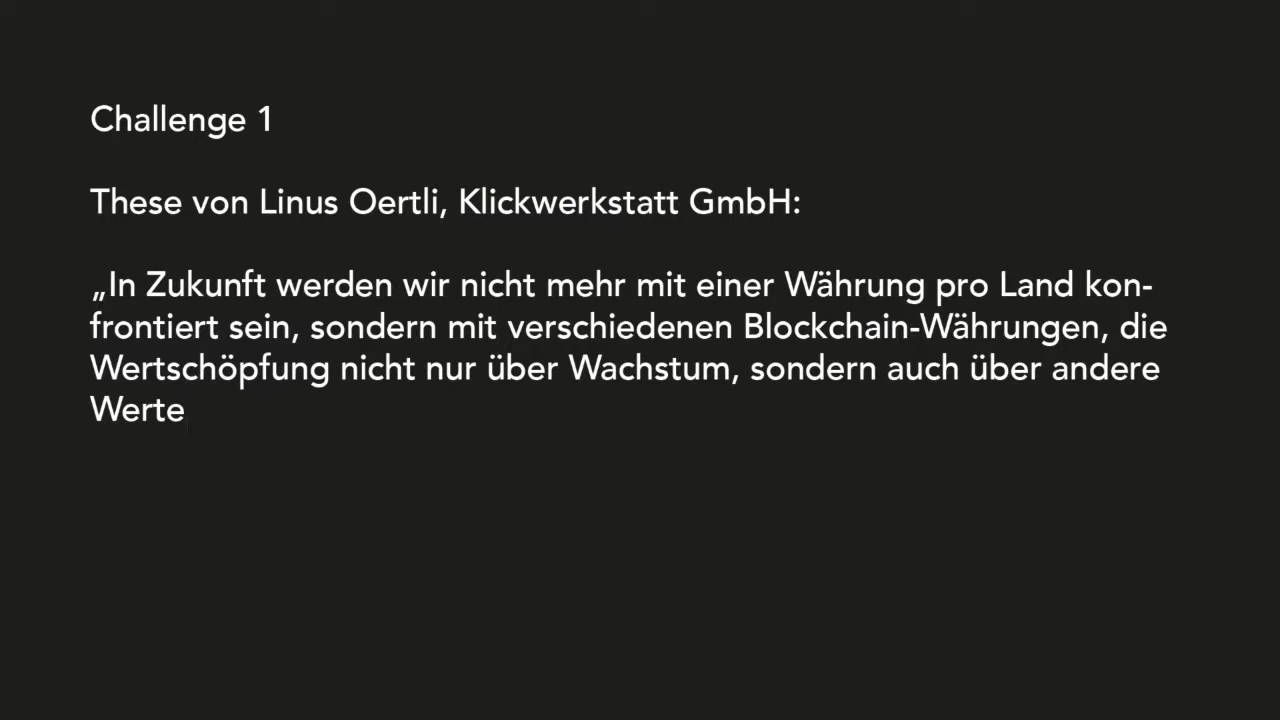 Challenge 1
These von Linus Oertli, Klickwerkstatt GmbH:
„In Zukunft werden wir nicht mehr mit einer Währung pro Land kon-
frontiert sein, sondern mit verschiedenen Blockchain-Währungen, die
Wertschöpfung nicht nur über Wachstum, sondern auch über andere
Werte